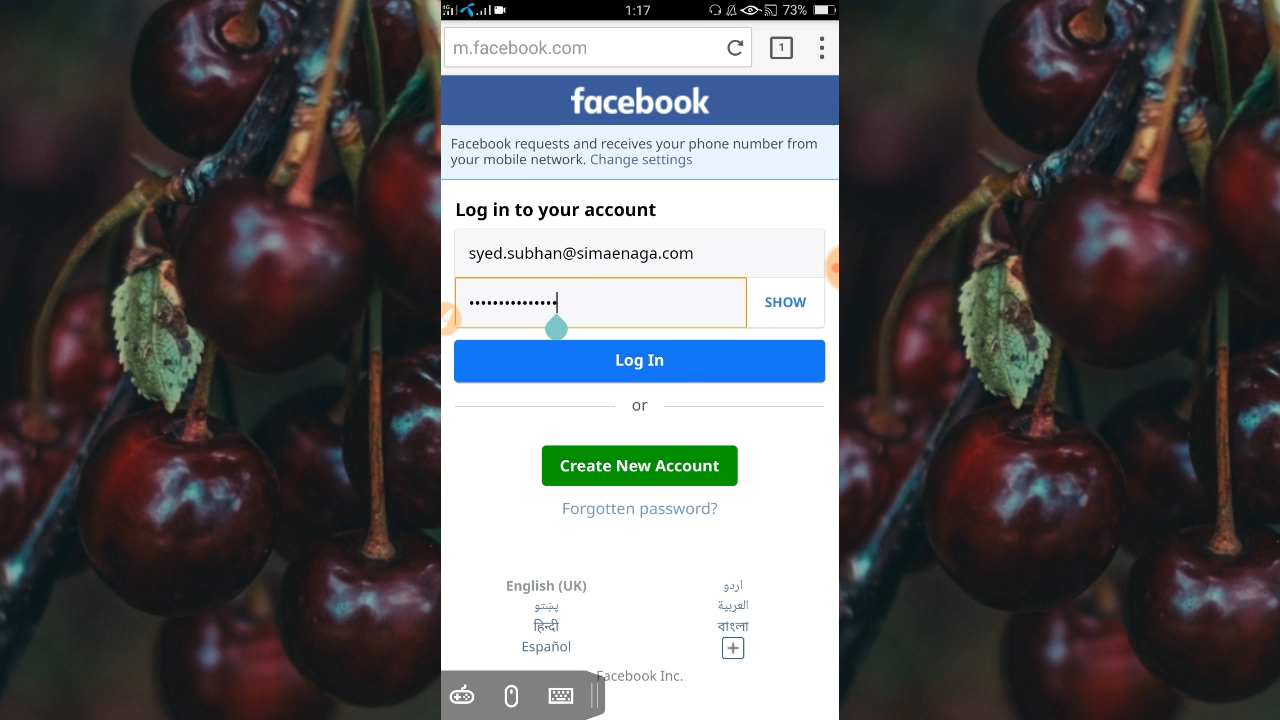 4G 1:17 73%
m.facebook.com 1
facebook
Facebook requests and receives your phone number from
your mobile network. Change settings
Log in to your account
syed.subhan@simaenaga.com
••••••••••••••• SHOW
Log In
or
Create New Account
Forgotten password?
English (UK) اردو
پښتو العربية
हिन्दी বাংলা
Español
Facebook Inc.